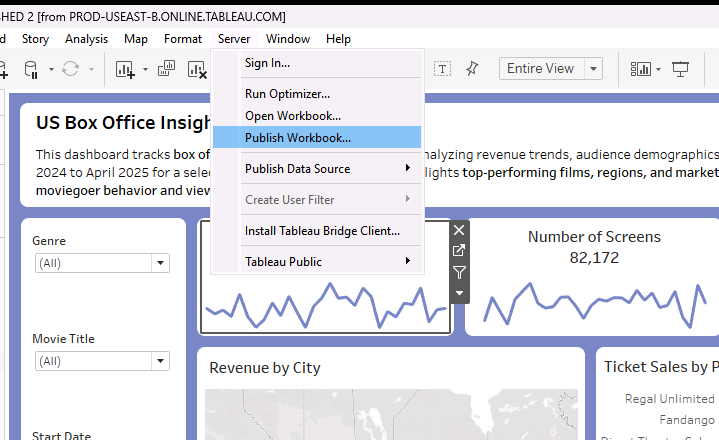 SHED 2 [from PROD-USEAST-B.ONLINE.TABLEAU.COM]
d Story Analysis Map Format Server Window Help
Entire View
Sign In...
Run Optimizer...
Open Workbook...
Publish Workbook...
Publish Data Source
Create User Filter
Install Tableau Bridge Client...
Tableau Public
US Box Office Insigh
This dashboard tracks box of nalyzing revenue trends, audience demographics
2024 to April 2025 for a selec lights top-performing films, regions, and market
moviegoer behavior and view
Genre
(All)
Movie Title
(All)
Start Date
Number of Screens
82,172
Revenue by City
Ticket Sales by P
Regal Unlimited
Fandango